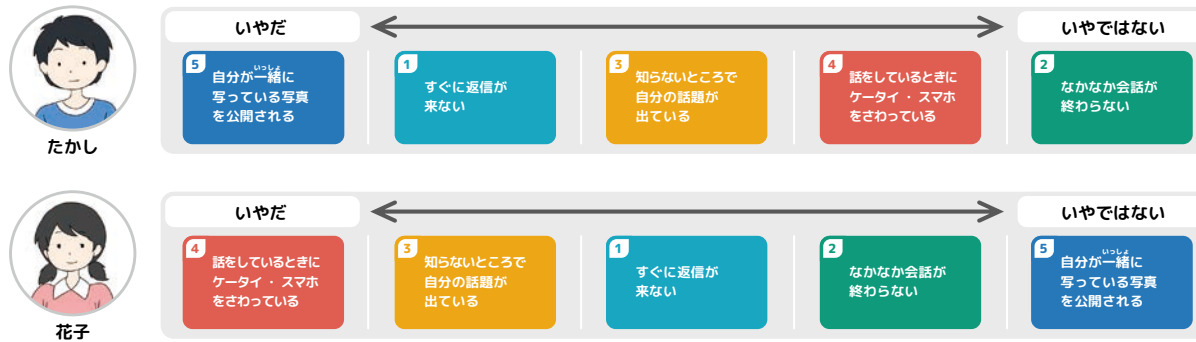 いやだ
いやではない
5
いっしょ
自分が一緒に
写っている写真
を公開される
1
すぐに返信が
来ない
3
知らないところで
自分の話題が
出ている
4
話をしているときに
ケータイ・スマホ
をさわっている
2
なかなか会話が
終わらない
たかし
いやだ
いやではない
4
話をしているときに
ケータイ・スマホ
をさわっている
3
知らないところで
自分の話題が
出ている
1
すぐに返信が
来ない
2
なかなか会話が
終わらない
5
いっしょ
自分が一緒に
写っている写真
を公開される
花子